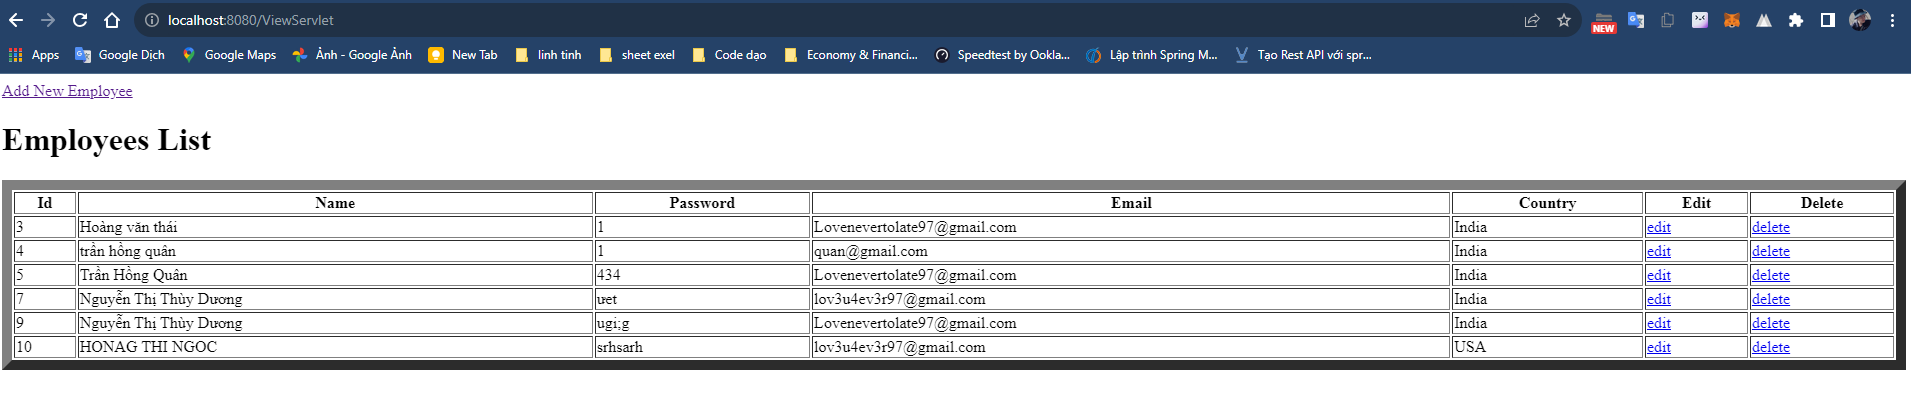 localhost:8080/ViewServlet
NEW
Apps Google Dịch Google Maps Ảnh - Google Ảnh New Tab linh tinh sheet exel Code dạo Economy & Financi... Speedtest by Ookla... Lập trình Spring M... Tạo Rest API với spr...
Add New Employee
Employees List
Id Name Password Email Country Edit Delete
3 Hoàng văn thái 1 Lovenevertolate97@gmail.com India edit delete
4 trần hồng quân 1 quan@gmail.com India edit delete
5 Trần Hồng Quân 434 Lovenevertolate97@gmail.com India edit delete
7 Nguyễn Thị Thùy Dương ưet lov3u4ev3r97@gmail.com India edit delete
9 Nguyễn Thị Thùy Dương ugi;g Lovenevertolate97@gmail.com India edit delete
10 HONAG THI NGOC srhsarh lov3u4ev3r97@gmail.com USA edit delete